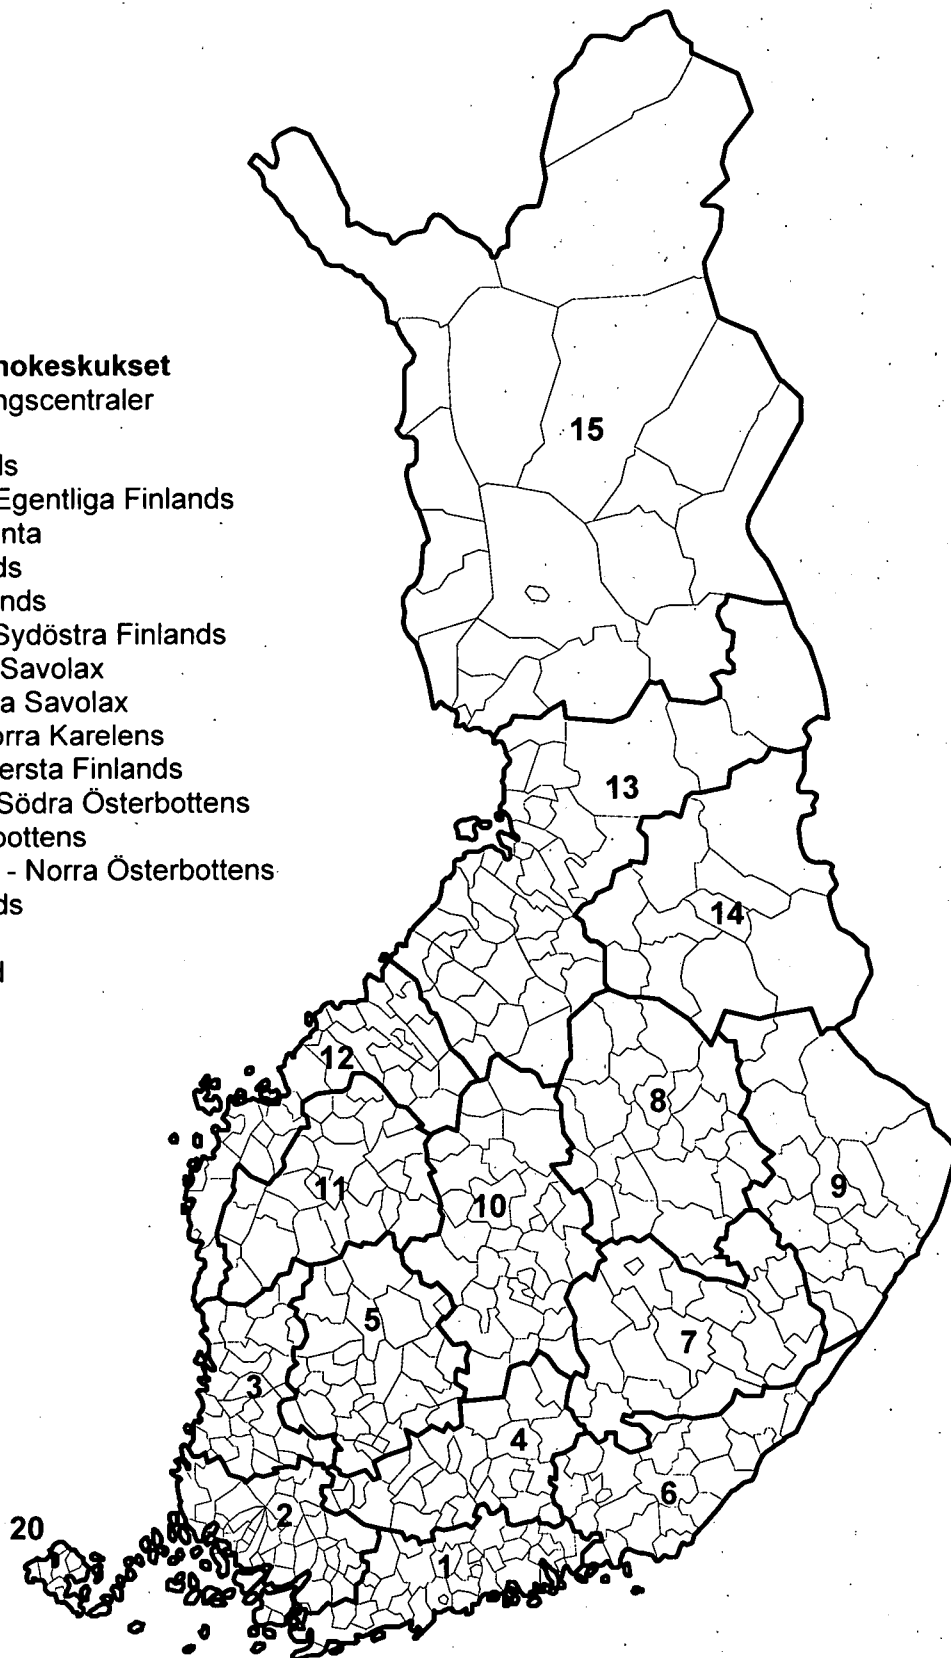 nokeskukset
ngscentraler
ls
Egentliga Finlands
nta
ds
nds
Sydöstra Finlands
Savolax
a Savolax
orra Karelens
ersta Finlands
Södra Österbottens
bottens
- Norra Österbottens
ds
d
15
13
14
12
8
11
10
9
5
7
3
4
6
2
20
1